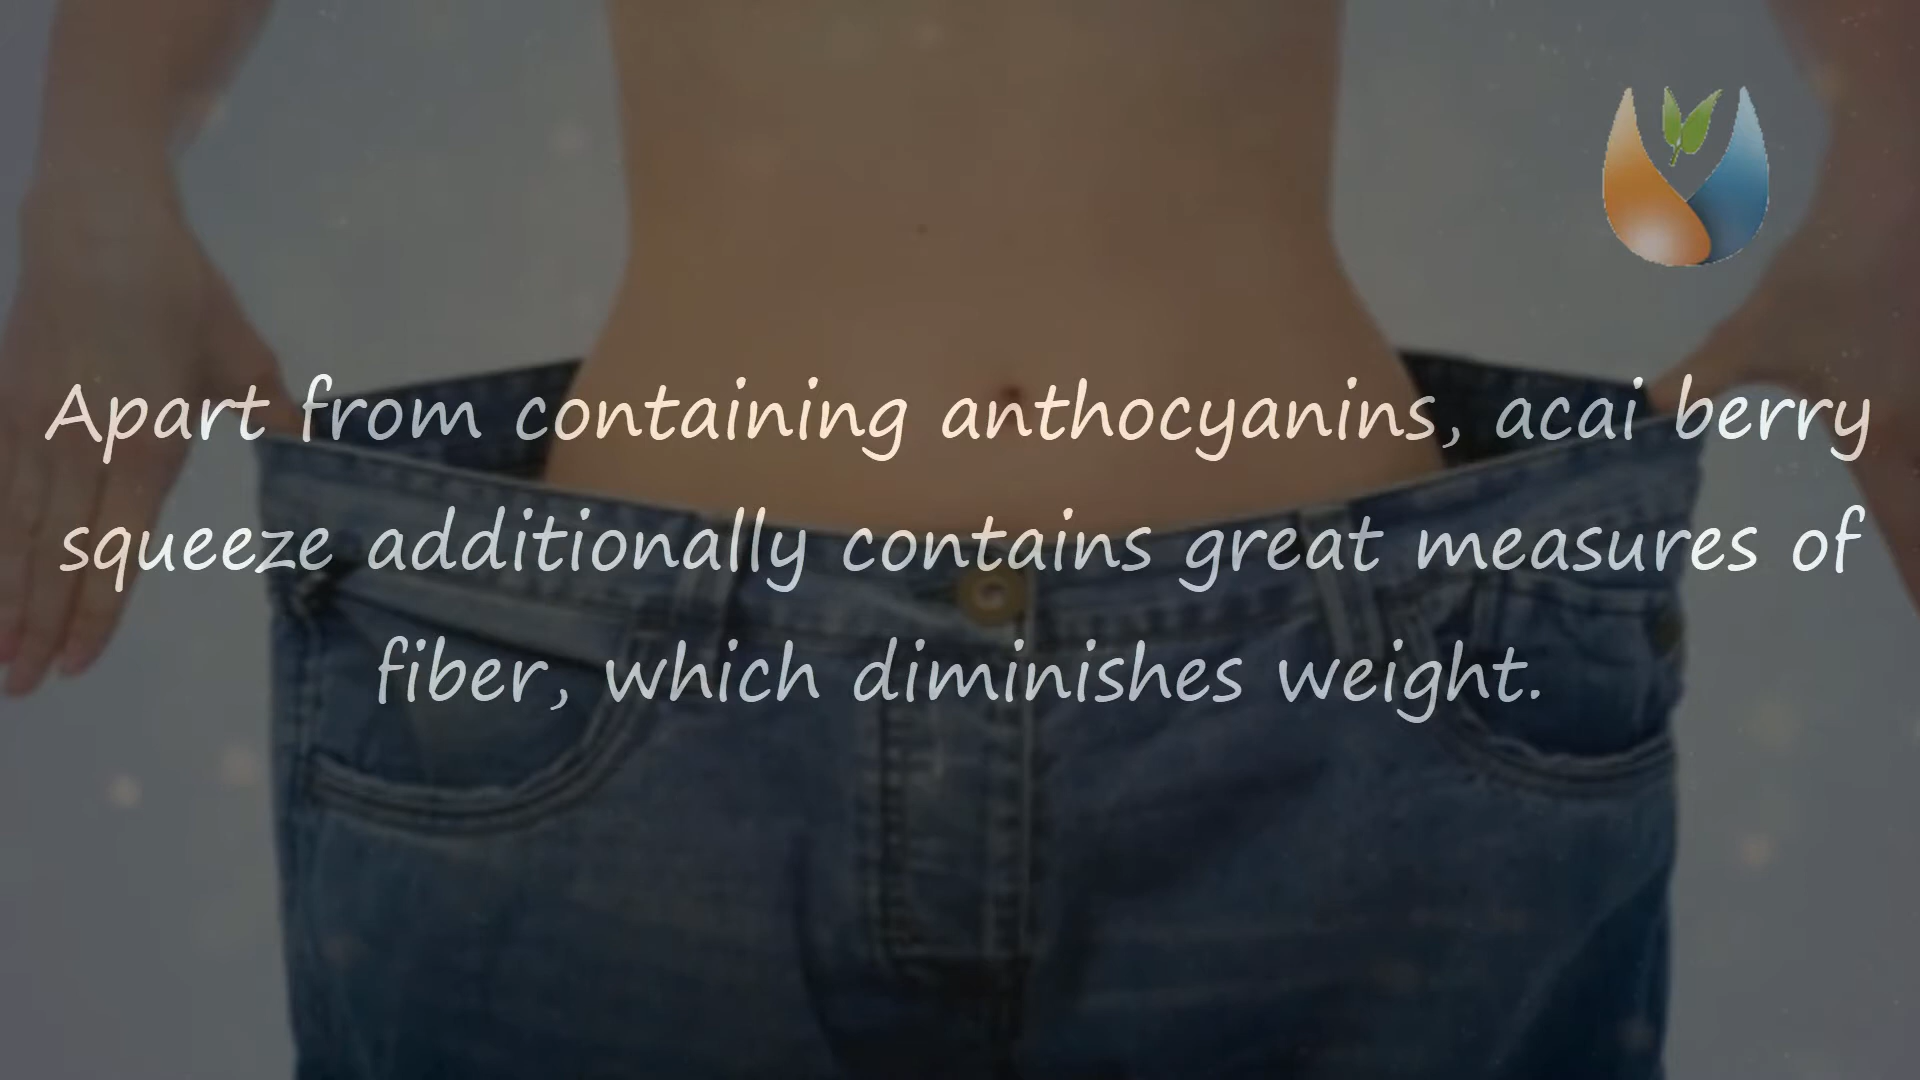 Apart from containing anthocyanins, acai berry
squeeze additionally contains great measures of
fiber, which diminishes weight.